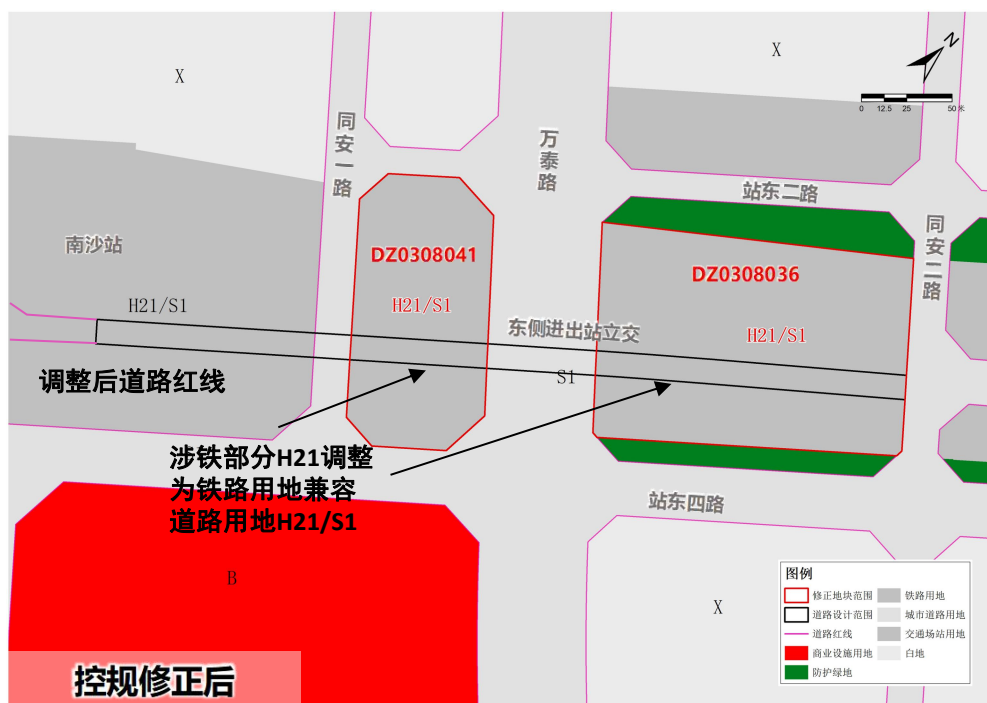 X
X
N
0 12.5 25 50 米
同安一路
万泰路
站东二路
同安二路
南沙站
DZ0308041
DZ0308036
H21/S1
H21/S1
H21/S1
东侧进出站立交
S1
调整后道路红线
涉铁部分H21调整
为铁路用地兼容
道路用地H21/S1
站东四路
B
X
图例
修正地块范围 铁路用地
道路设计范围 城市道路用地
道路红线 交通场站用地
商业设施用地 白地
防护绿地
控规修正后